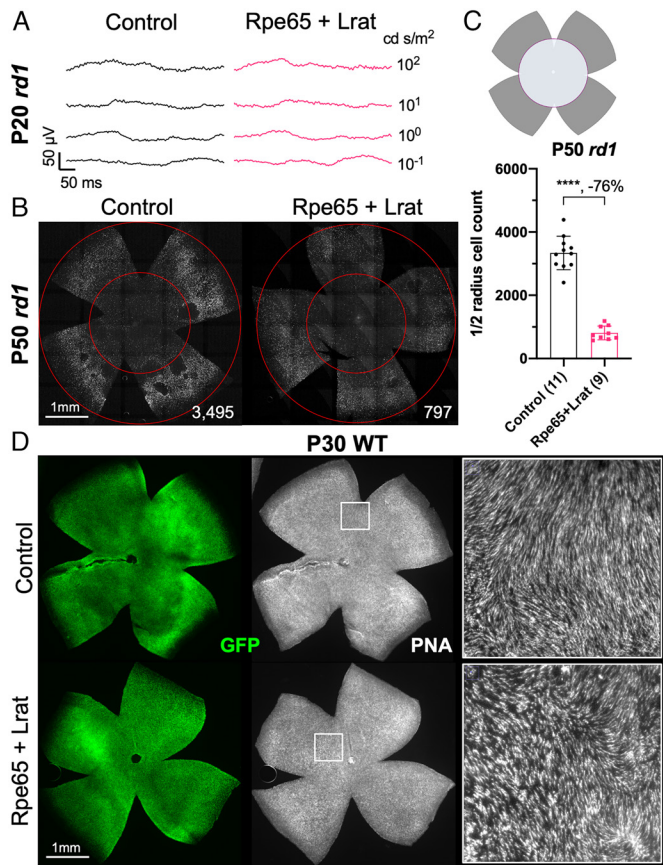 A
Control
Rpe65 + Lrat
cd s/m²
P20 rd1
10²
10¹
10⁰
10⁻¹
50 µV
50 ms
B
Control
Rpe65 + Lrat
P50 rd1
1mm
3,495
797
C
P50 rd1
****, -76%
1/2 radius cell count
6000
4000
2000
0
Control (11)
Rpe65+Lrat (9)
D
P30 WT
Control
GFP
PNA
Rpe65 + Lrat
1mm